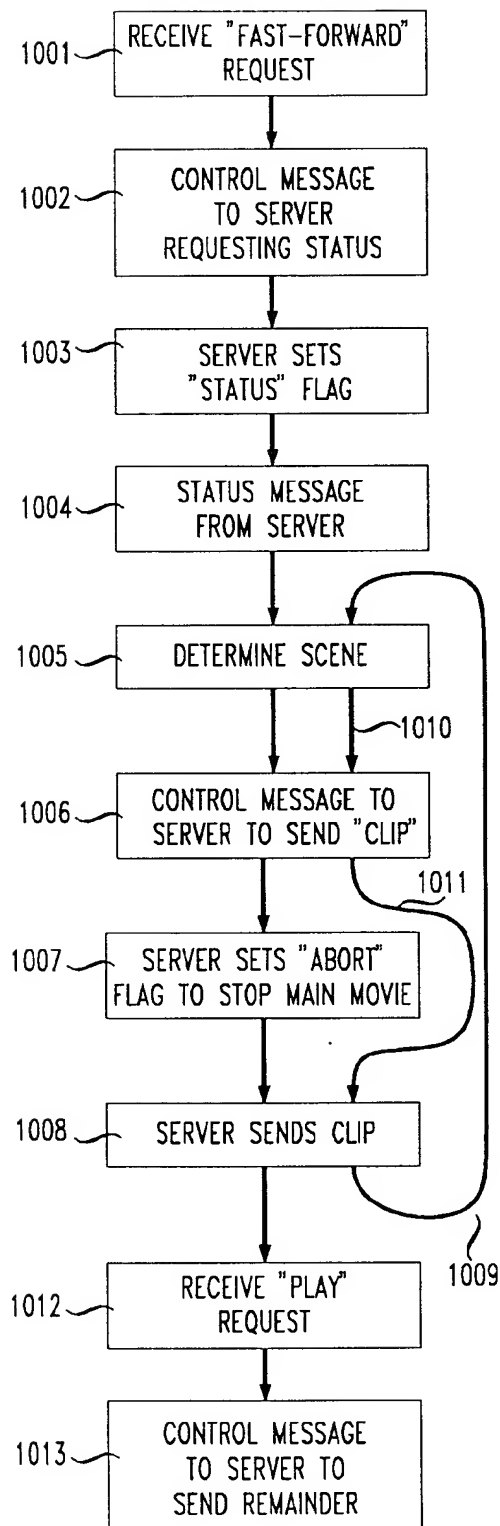 1001
RECEIVE "FAST-FORWARD"
REQUEST
1002
CONTROL MESSAGE
TO SERVER
REQUESTING STATUS
1003
SERVER SETS
"STATUS" FLAG
1004
STATUS MESSAGE
FROM SERVER
1005
DETERMINE SCENE
1010
1006
CONTROL MESSAGE TO
SERVER TO SEND "CLIP"
1011
1007
SERVER SETS "ABORT"
FLAG TO STOP MAIN MOVIE
1008
SERVER SENDS CLIP
1009
1012
RECEIVE "PLAY"
REQUEST
1013
CONTROL MESSAGE
TO SERVER TO
SEND REMAINDER